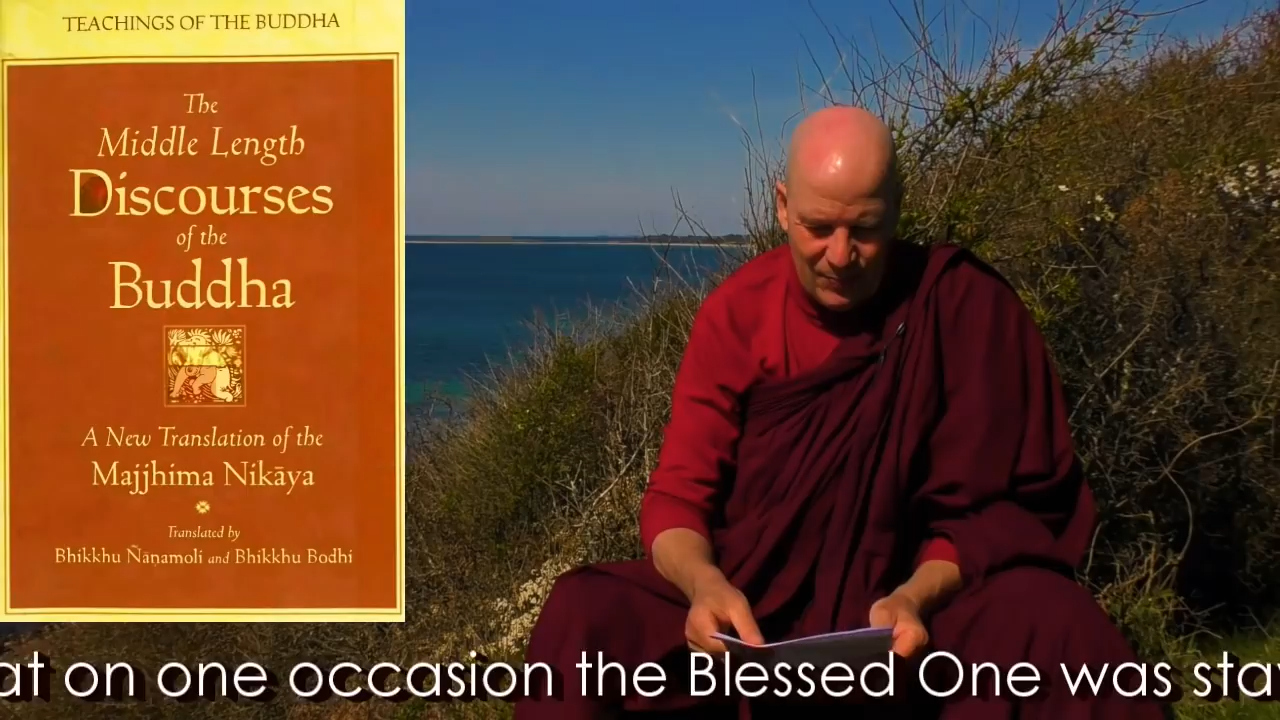 TEACHINGS OF THE BUDDHA
The
Middle Length
Discourses
of the
Buddha
A New Translation of the
Majjhima Nikāya
Translated by
Bhikkhu Ñāṇamoli and Bhikkhu Bodhi
at on one occasion the Blessed One was stay